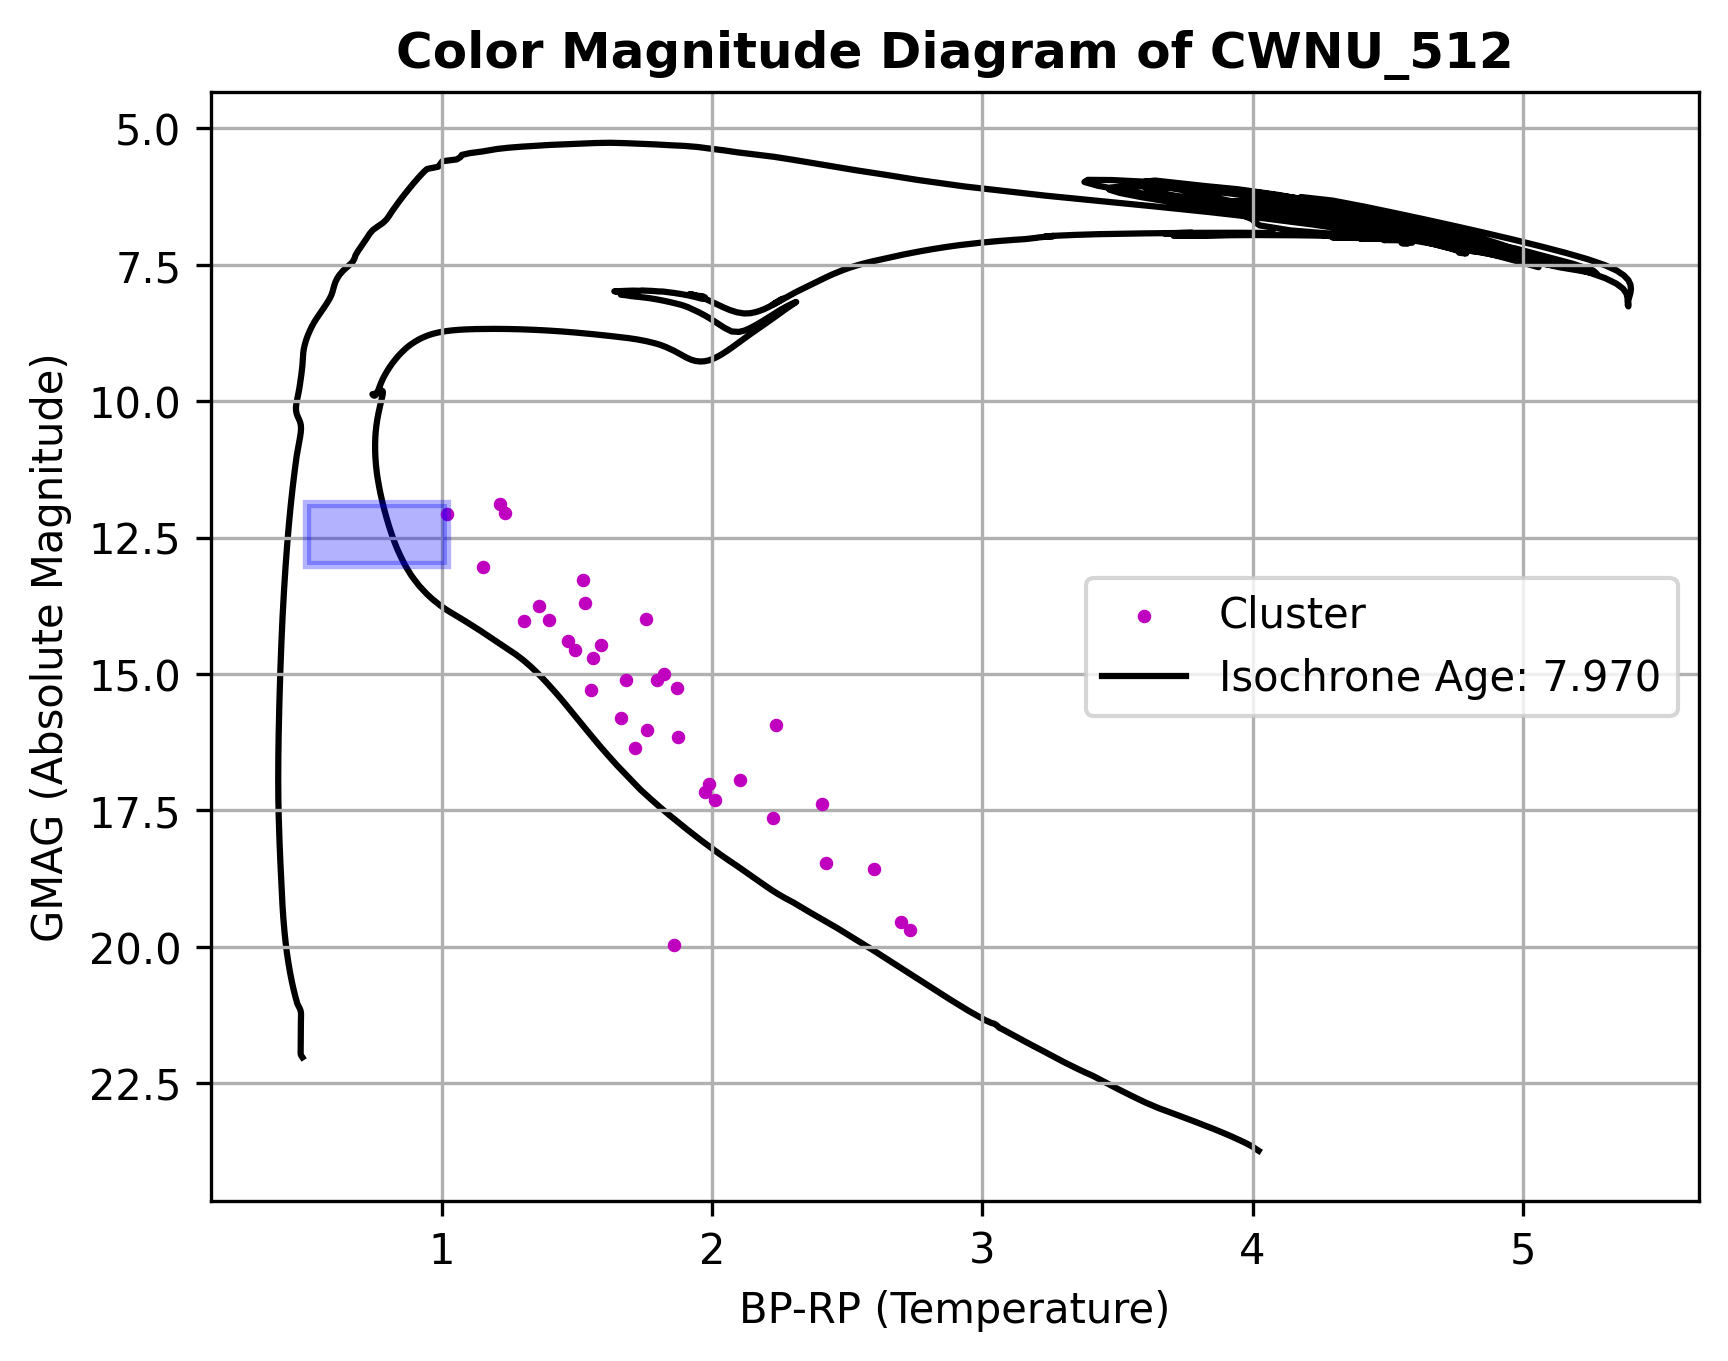 Color Magnitude Diagram of CWNU_512
GMAG (Absolute Magnitude)
5.0
7.5
10.0
12.5
15.0
17.5
20.0
22.5
Cluster
Isochrone Age: 7.970
1 2 3 4 5
BP-RP (Temperature)